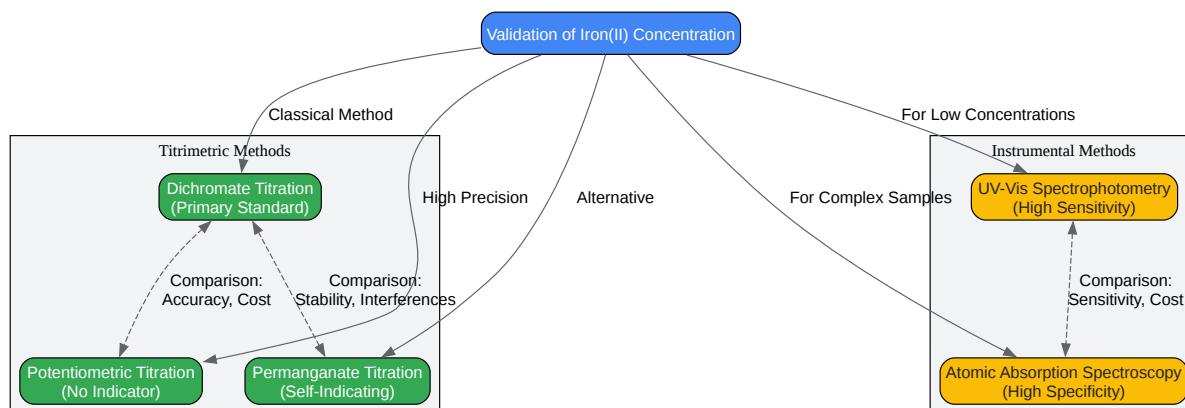 Validation of Iron(II) Concentration
Classical Method
For Low Concentrations
Titrimetric Methods
Instrumental Methods
Dichromate Titration
(Primary Standard)
High Precision
Alternative
For Complex Samples
UV-Vis Spectrophotometry
(High Sensitivity)
Comparison:
Accuracy, Cost
Comparison:
Stability, Interferences
Comparison:
Sensitivity, Cost
Potentiometric Titration
(No Indicator)
Permanganate Titration
(Self-Indicating)
Atomic Absorption Spectroscopy
(High Specificity)